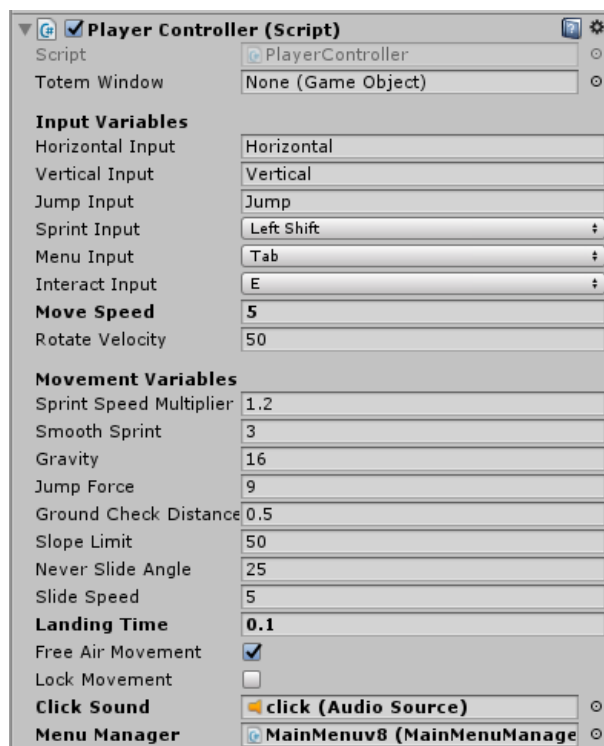 Player Controller (Script)
Script PlayerController
Totem Window None (Game Object)
Input Variables
Horizontal Input Horizontal
Vertical Input Vertical
Jump Input Jump
Sprint Input Left Shift
Menu Input Tab
Interact Input E
Move Speed 5
Rotate Velocity 50
Movement Variables
Sprint Speed Multiplier 1.2
Smooth Sprint 3
Gravity 16
Jump Force 9
Ground Check Distance 0.5
Slope Limit 50
Never Slide Angle 25
Slide Speed 5
Landing Time 0.1
Free Air Movement
Lock Movement
Click Sound click (Audio Source)
Menu Manager MainMenuv8 (MainMenuManage